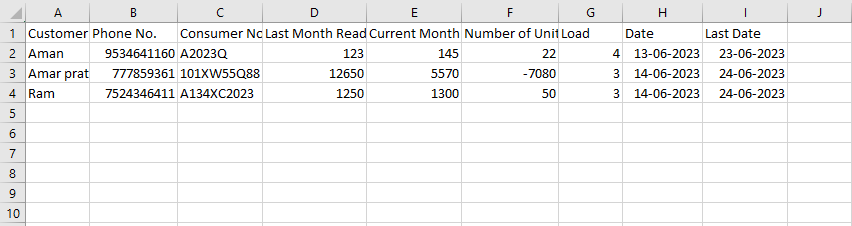 A B C D E F G H I J
1 Customer Phone No. Consumer No Last Month Read Current Month Number of Unit Load Date Last Date
2 Aman 9534641160 A2023Q 123 145 22 4 13-06-2023 23-06-2023
3 Amar prat 777859361 101XW55Q88 12650 5570 -7080 3 14-06-2023 24-06-2023
4 Ram 7524346411 A134XC2023 1250 1300 50 3 14-06-2023 24-06-2023
5
6
7
8
9
10